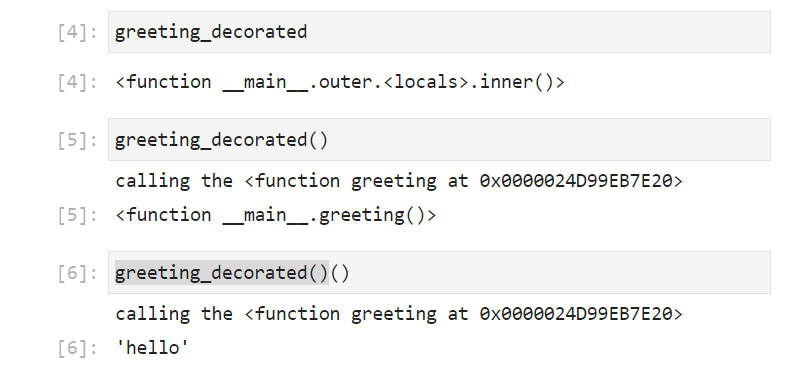 [4]: greeting_decorated
[4]: <function __main__.outer.<locals>.inner()>
[5]: greeting_decorated()
calling the <function greeting at 0x0000024D99EB7E20>
[5]: <function __main__.greeting()>
[6]: greeting_decorated()()
calling the <function greeting at 0x0000024D99EB7E20>
[6]: 'hello'